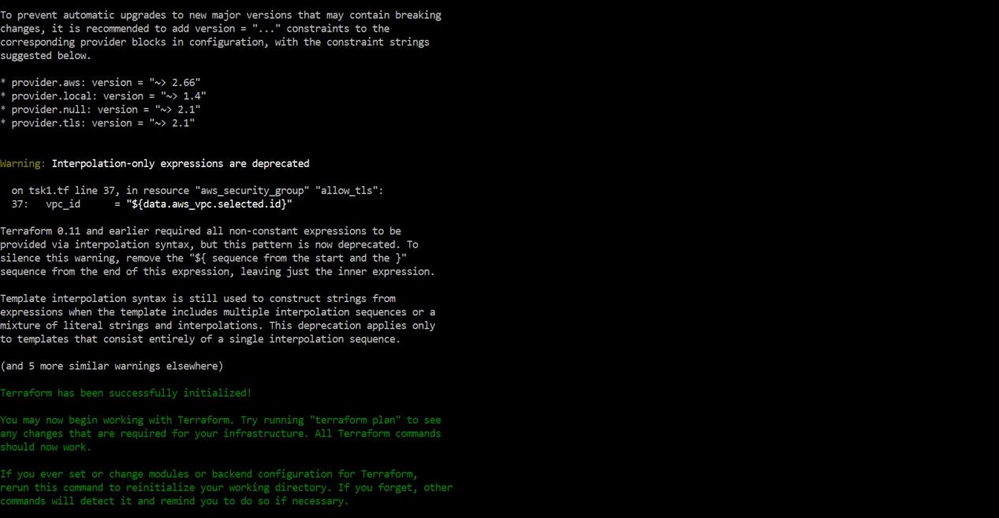 To prevent automatic upgrades to new major versions that may contain breaking
changes, it is recommended to add version = "..." constraints to the
corresponding provider blocks in configuration, with the constraint strings
suggested below.
* provider.aws: version = "~> 2.66"
* provider.local: version = "~> 1.4"
* provider.null: version = "~> 2.1"
* provider.tls: version = "~> 2.1"
Warning: Interpolation-only expressions are deprecated
on tsk1.tf line 37, in resource "aws_security_group" "allow_tls":
37:   vpc_id      = "${data.aws_vpc.selected.id}"
Terraform 0.11 and earlier required all non-constant expressions to be
provided via interpolation syntax, but this pattern is now deprecated. To
silence this warning, remove the "${ sequence from the start and the }"
sequence from the end of this expression, leaving just the inner expression.
Template interpolation syntax is still used to construct strings from
expressions when the template includes multiple interpolation sequences or a
mixture of literal strings and interpolations. This deprecation applies only
to templates that consist entirely of a single interpolation sequence.
(and 5 more similar warnings elsewhere)
Terraform has been successfully initialized!
You may now begin working with Terraform. Try running "terraform plan" to see
any changes that are required for your infrastructure. All Terraform commands
should now work.
If you ever set or change modules or backend configuration for Terraform,
rerun this command to reinitialize your working directory. If you forget, other
commands will detect it and remind you to do so if necessary.